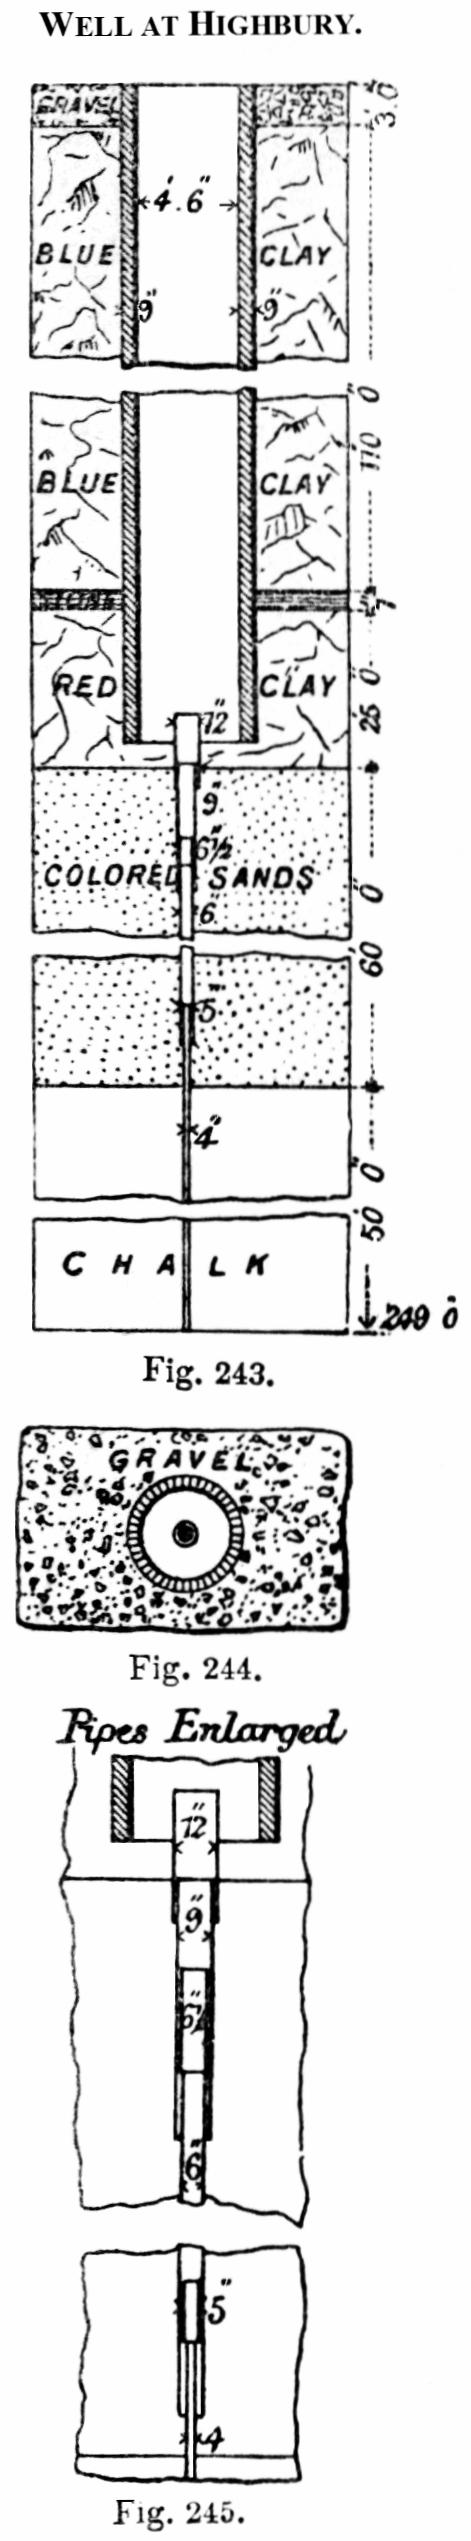 WELL AT HIGHBURY.
GRAVEL
3.0
4'.6"
BLUE CLAY
9" 9"
110' 0"
BLUE CLAY
STONE
7
RED CLAY
25' 0"
12"
9"
6½"
COLORED SANDS
6"
60' 0"
5"
4"
50' 0"
CHALK
249 0
Fig. 243.
GRAVEL
Fig. 244.
Pipes Enlarged
12"
9"
6"
5"
4
Fig. 245.